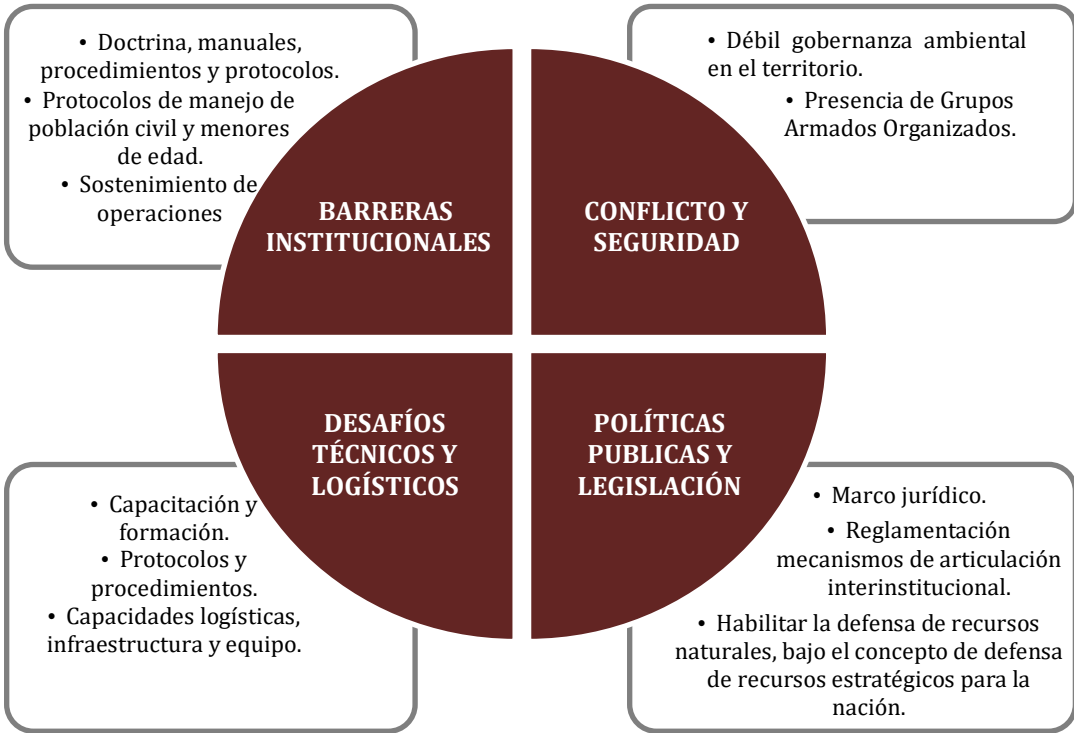 • Doctrina, manuales,
procedimientos y protocolos.
• Protocolos de manejo de
población civil y menores
de edad.
• Sostenimiento de
operaciones
BARRERAS
INSTITUCIONALES
• Débil gobernanza ambiental
en el territorio.
• Presencia de Grupos
Armados Organizados.
CONFLICTO Y
SEGURIDAD
DESAFÍOS
TÉCNICOS Y
LOGÍSTICOS
• Capacitación y
formación.
• Protocolos y
procedimientos.
• Capacidades logísticas,
infraestructura y equipo.
POLÍTICAS
PUBLICAS Y
LEGISLACIÓN
• Marco jurídico.
• Reglamentación
mecanismos de articulación
interinstitucional.
• Habilitar la defensa de recursos
naturales, bajo el concepto de defensa
de recursos estratégicos para la
nación.